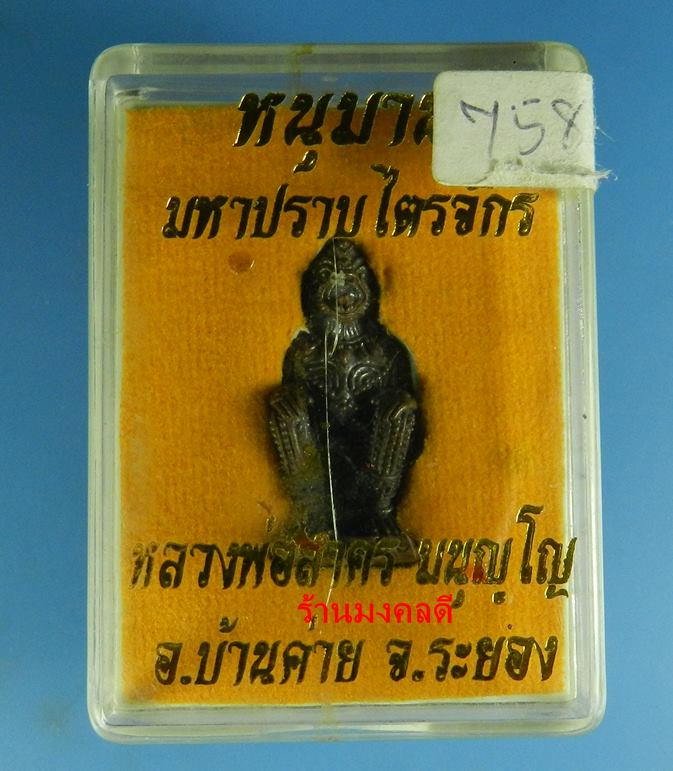 หนุมาน
758
มหาปราบไตรจักร
หลวงพ่อสาคร มนุญฺโญ
ร้านมงคลดี
อ.บ้านค่าย จ.ระยอง